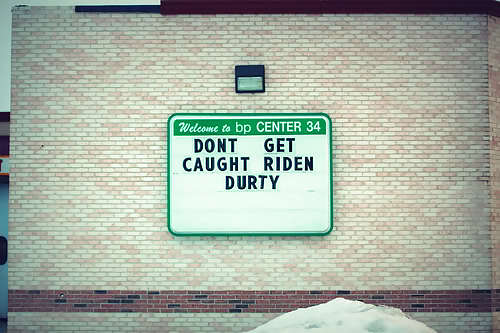 Welcome to bp CENTER 34
DONT GET
CAUGHT RIDEN
DURTY